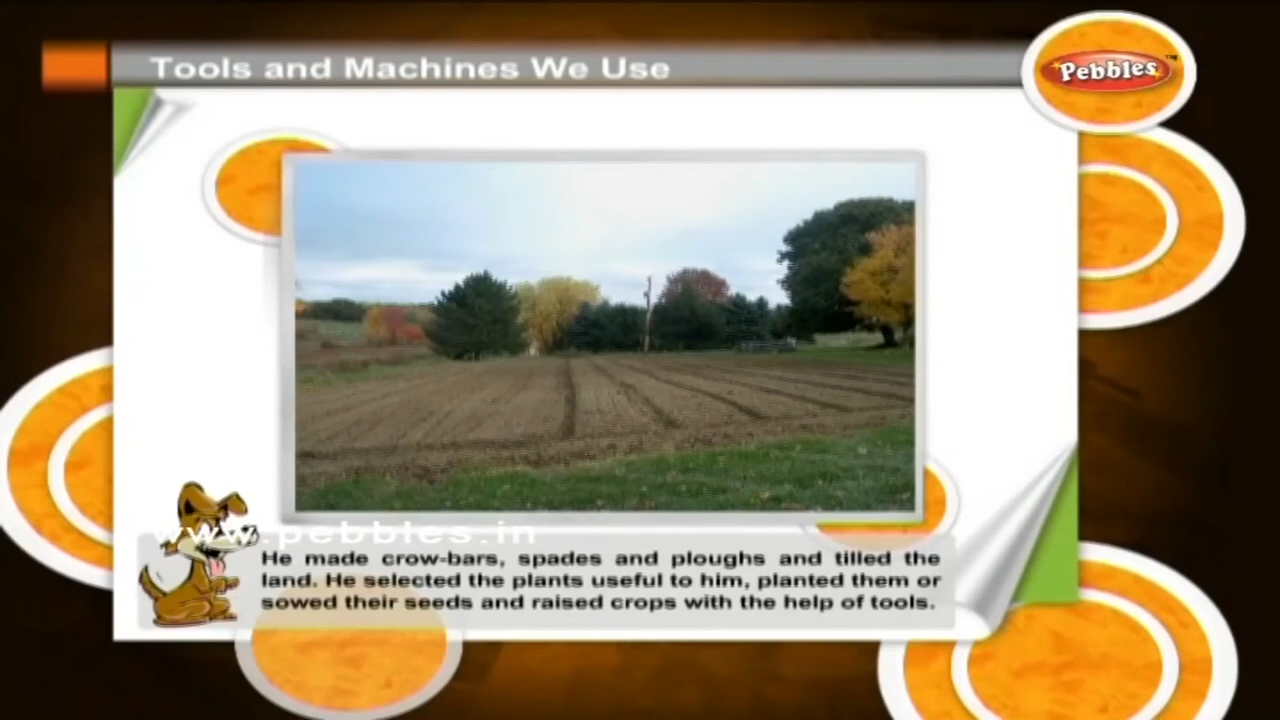 Tools and Machines We Use
Pebbles™
www.pebbles.in
He made crow-bars, spades and ploughs and tilled the
land. He selected the plants useful to him, planted them or
sowed their seeds and raised crops with the help of tools.